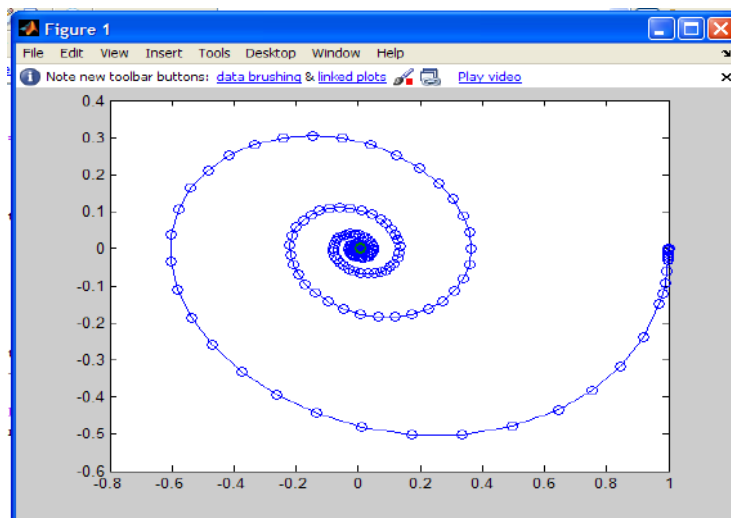 Figure 1
File Edit View Insert Tools Desktop Window Help
Note new toolbar buttons: data brushing & linked plots Play video
0.4
0.3
0.2
0.1
0
-0.1
-0.2
-0.3
-0.4
-0.5
-0.6
-0.8 -0.6 -0.4 -0.2 0 0.2 0.4 0.6 0.8 1